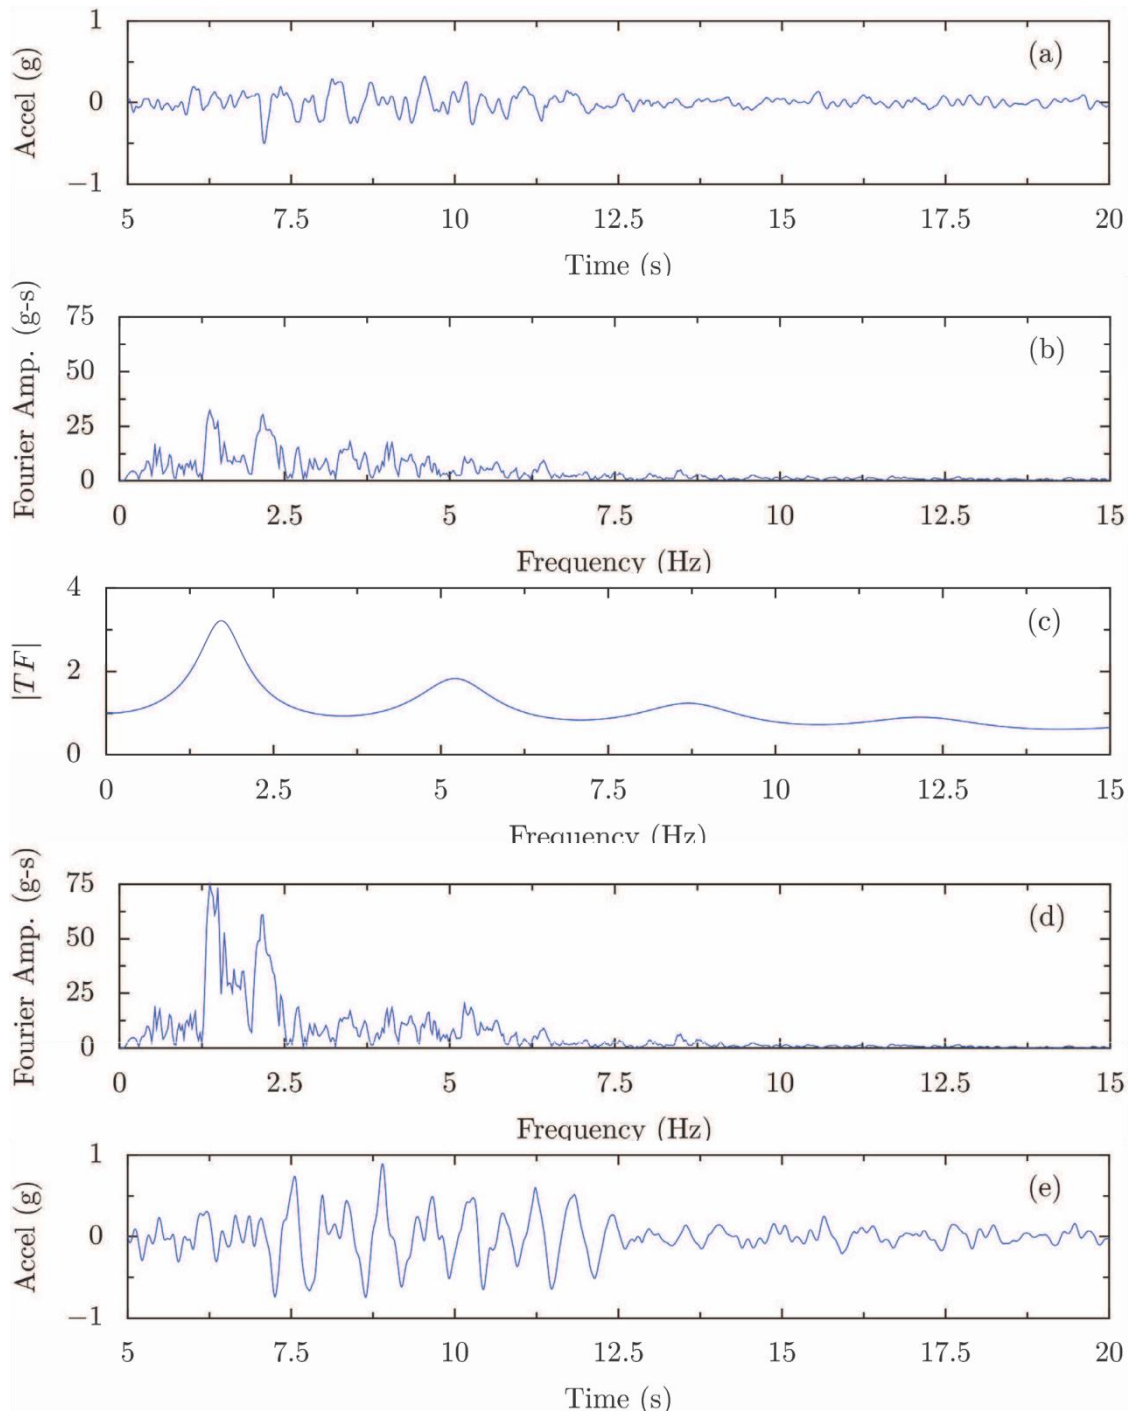 1
0
−1
Accel (g)
(a)
5 7.5 10 12.5 15 17.5 20
Time (s)
75
50
25
0
Fourier Amp. (g-s)
(b)
0 2.5 5 7.5 10 12.5 15
Frequency (Hz)
4
2
0
|TF|
(c)
0 2.5 5 7.5 10 12.5 15
Frequency (Hz)
75
50
25
0
Fourier Amp. (g-s)
(d)
0 2.5 5 7.5 10 12.5 15
Frequency (Hz)
1
0
−1
Accel (g)
(e)
5 7.5 10 12.5 15 17.5 20
Time (s)